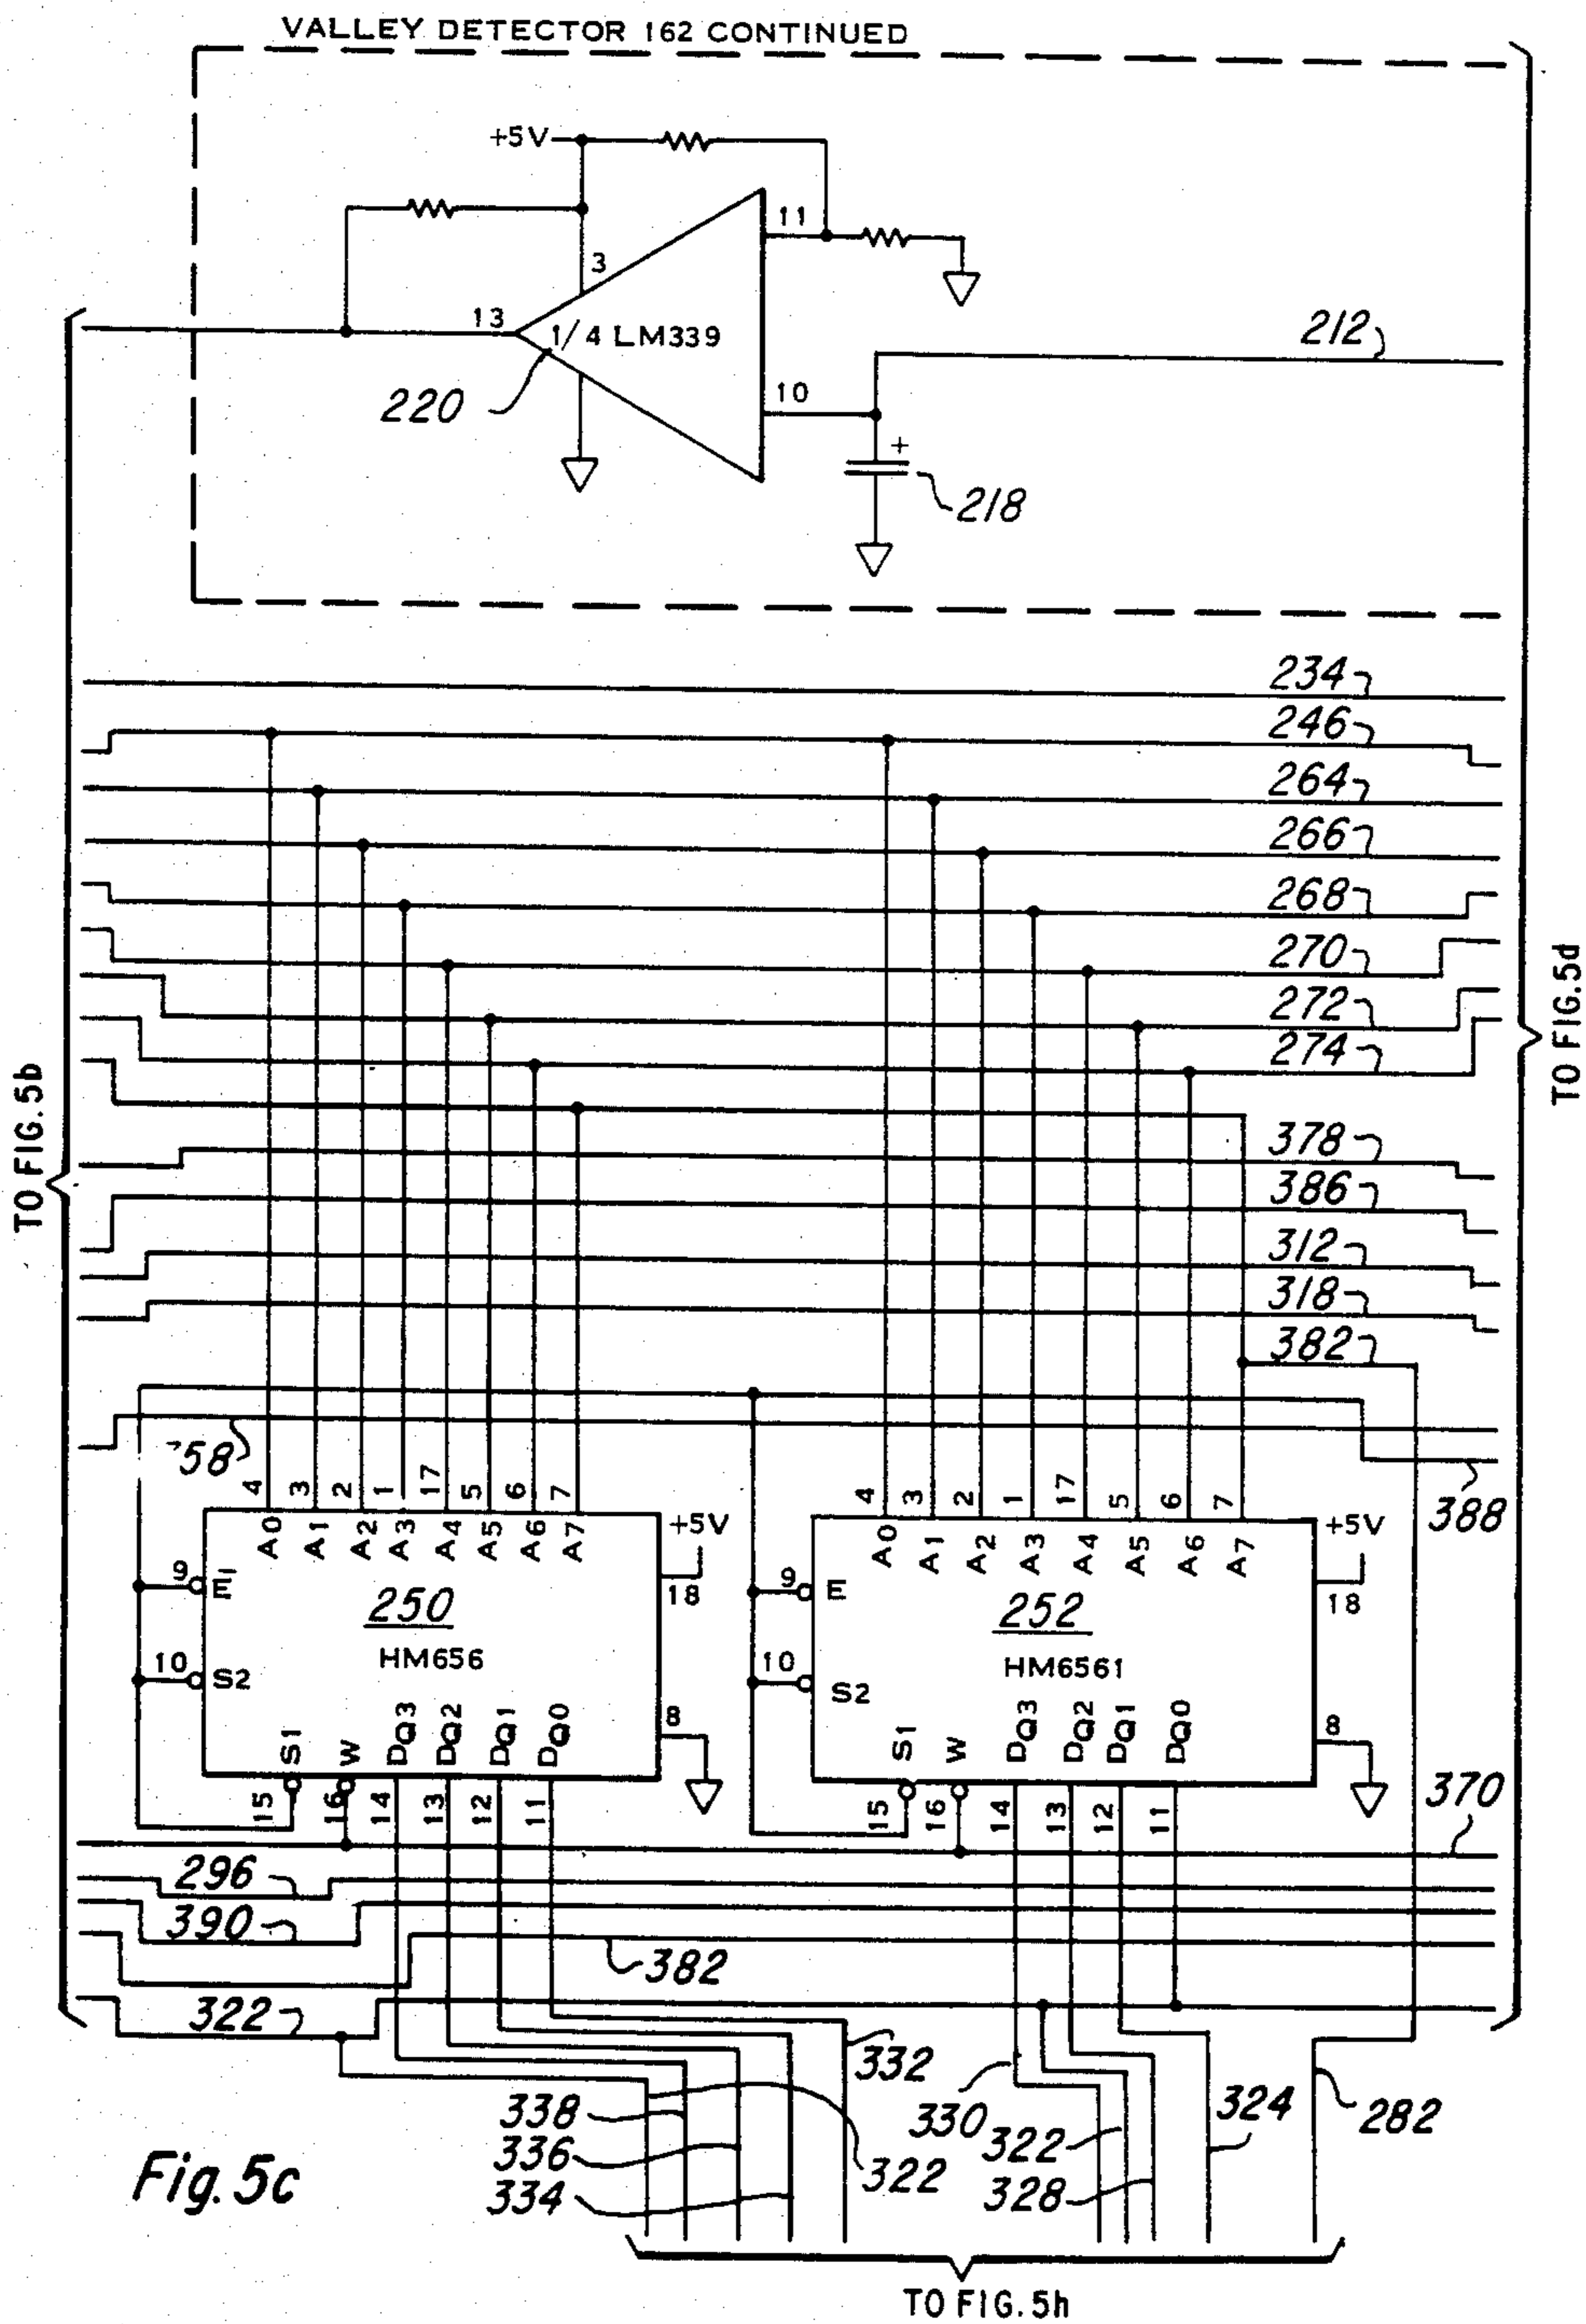 VALLEY DETECTOR 162 CONTINUED
+5V
11
3
13
1/4 LM339
212
220
10
+
218
234
246
264
266
268
270
272
274
TO FIG. 5b
TO FIG. 5d
378
386
312
318
382
58
388
4 3 2 1 17 5 6 7
4 3 2 1 17 5 6 7
A0 A1 A2 A3 A4 A5 A6 A7
+5V
A0 A1 A2 A3 A4 A5 A6 A7
+5V
9 E
18
9 E
18
250
252
HM656
HM6561
10 S2
10 S2
S1 W DQ3 DQ2 DQ1 DQ0
8
S1 W DQ3 DQ2 DQ1 DQ0
8
15 16 14 13 12 11
15 16 14 13 12 11
370
296
390
382
322
332
338
330
324
282
336
322
322
334
328
Fig. 5c
TO FIG. 5h